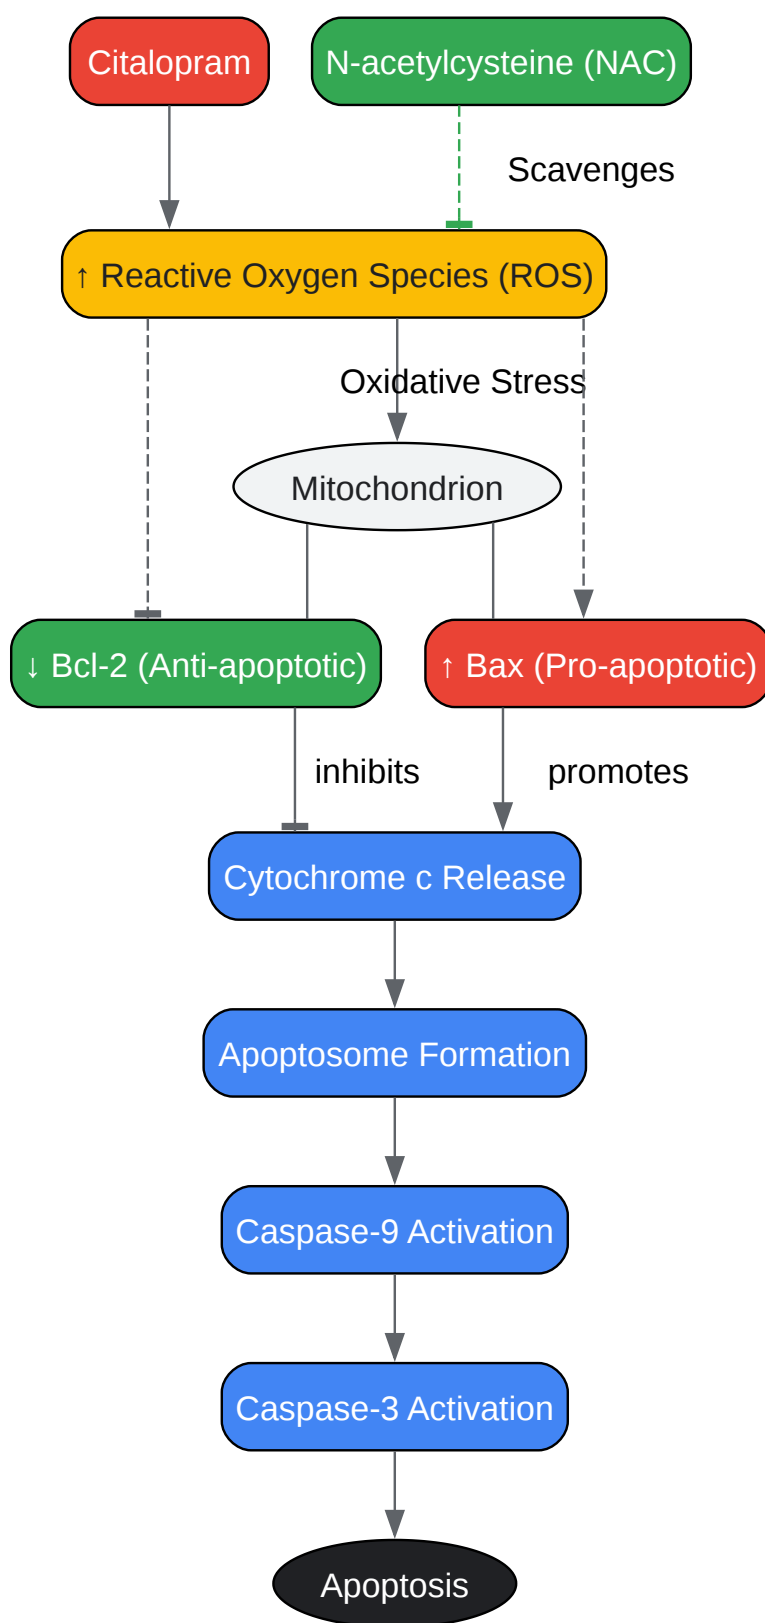 Citalopram
N-acetylcysteine (NAC)
Scavenges
↑ Reactive Oxygen Species (ROS)
Oxidative Stress
Mitochondrion
↓ Bcl-2 (Anti-apoptotic)
↑ Bax (Pro-apoptotic)
inhibits
promotes
Cytochrome c Release
Apoptosome Formation
Caspase-9 Activation
Caspase-3 Activation
Apoptosis